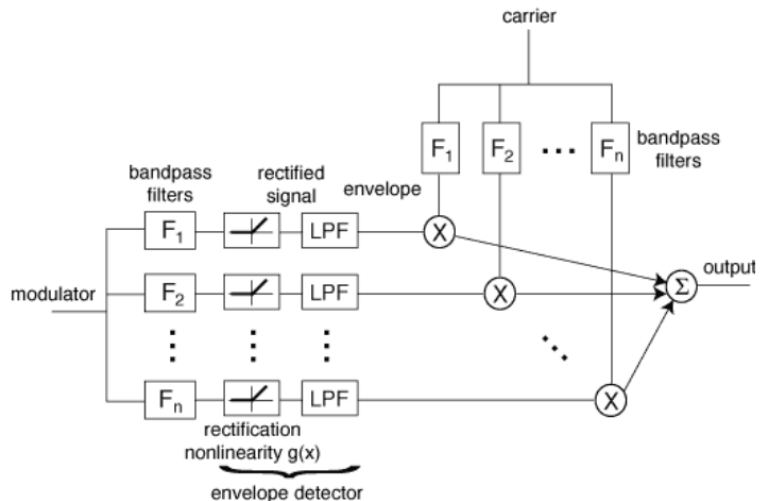 carrier
F1
F2
Fn
bandpass
filters
bandpass
filters
rectified
signal
envelope
F1
LPF
X
modulator
F2
LPF
X
Σ
output
Fn
LPF
X
rectification
nonlinearity g(x)
envelope detector